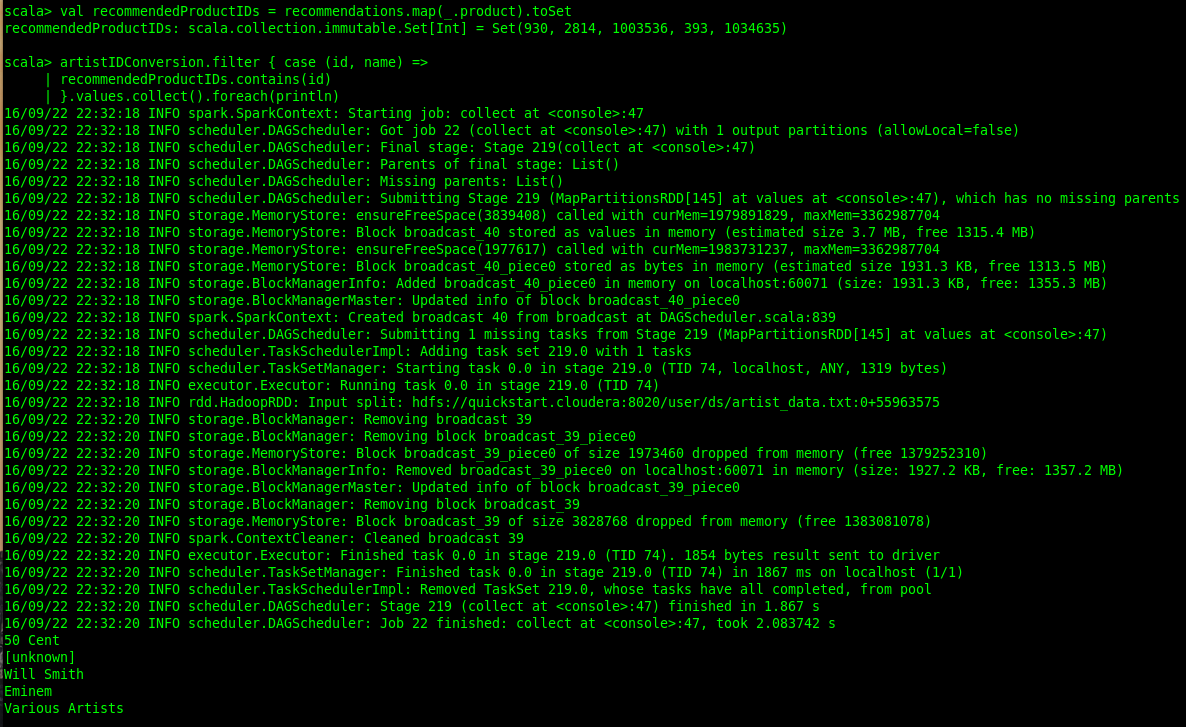 scala> val recommendedProductIDs = recommendations.map(_.product).toSet
recommendedProductIDs: scala.collection.immutable.Set[Int] = Set(930, 2814, 1003536, 393, 1034635)
scala> artistIDConversion.filter { case (id, name) =>
| recommendedProductIDs.contains(id)
| }.values.collect().foreach(println)
16/09/22 22:32:18 INFO spark.SparkContext: Starting job: collect at <console>:47
16/09/22 22:32:18 INFO scheduler.DAGScheduler: Got job 22 (collect at <console>:47) with 1 output partitions (allowLocal=false)
16/09/22 22:32:18 INFO scheduler.DAGScheduler: Final stage: Stage 219(collect at <console>:47)
16/09/22 22:32:18 INFO scheduler.DAGScheduler: Parents of final stage: List()
16/09/22 22:32:18 INFO scheduler.DAGScheduler: Missing parents: List()
16/09/22 22:32:18 INFO scheduler.DAGScheduler: Submitting Stage 219 (MapPartitionsRDD[145] at values at <console>:47), which has no missing parents
16/09/22 22:32:18 INFO storage.MemoryStore: ensureFreeSpace(3839408) called with curMem=1979891829, maxMem=3362987704
16/09/22 22:32:18 INFO storage.MemoryStore: Block broadcast_40 stored as values in memory (estimated size 3.7 MB, free 1315.4 MB)
16/09/22 22:32:18 INFO storage.MemoryStore: ensureFreeSpace(1977617) called with curMem=1983731237, maxMem=3362987704
16/09/22 22:32:18 INFO storage.MemoryStore: Block broadcast_40_piece0 stored as bytes in memory (estimated size 1931.3 KB, free 1313.5 MB)
16/09/22 22:32:18 INFO storage.BlockManagerInfo: Added broadcast_40_piece0 in memory on localhost:60071 (size: 1931.3 KB, free: 1355.3 MB)
16/09/22 22:32:18 INFO storage.BlockManagerMaster: Updated info of block broadcast_40_piece0
16/09/22 22:32:18 INFO spark.SparkContext: Created broadcast 40 from broadcast at DAGScheduler.scala:839
16/09/22 22:32:18 INFO scheduler.DAGScheduler: Submitting 1 missing tasks from Stage 219 (MapPartitionsRDD[145] at values at <console>:47)
16/09/22 22:32:18 INFO scheduler.TaskSchedulerImpl: Adding task set 219.0 with 1 tasks
16/09/22 22:32:18 INFO scheduler.TaskSetManager: Starting task 0.0 in stage 219.0 (TID 74, localhost, ANY, 1319 bytes)
16/09/22 22:32:18 INFO executor.Executor: Running task 0.0 in stage 219.0 (TID 74)
16/09/22 22:32:18 INFO rdd.HadoopRDD: Input split: hdfs://quickstart.cloudera:8020/user/ds/artist_data.txt:0+55963575
16/09/22 22:32:20 INFO storage.BlockManager: Removing broadcast 39
16/09/22 22:32:20 INFO storage.BlockManager: Removing block broadcast_39_piece0
16/09/22 22:32:20 INFO storage.MemoryStore: Block broadcast_39_piece0 of size 1973460 dropped from memory (free 1379252310)
16/09/22 22:32:20 INFO storage.BlockManagerInfo: Removed broadcast_39_piece0 on localhost:60071 in memory (size: 1927.2 KB, free: 1357.2 MB)
16/09/22 22:32:20 INFO storage.BlockManagerMaster: Updated info of block broadcast_39_piece0
16/09/22 22:32:20 INFO storage.BlockManager: Removing block broadcast_39
16/09/22 22:32:20 INFO storage.MemoryStore: Block broadcast_39 of size 3828768 dropped from memory (free 1383081078)
16/09/22 22:32:20 INFO spark.ContextCleaner: Cleaned broadcast 39
16/09/22 22:32:20 INFO executor.Executor: Finished task 0.0 in stage 219.0 (TID 74). 1854 bytes result sent to driver
16/09/22 22:32:20 INFO scheduler.TaskSetManager: Finished task 0.0 in stage 219.0 (TID 74) in 1867 ms on localhost (1/1)
16/09/22 22:32:20 INFO scheduler.TaskSchedulerImpl: Removed TaskSet 219.0, whose tasks have all completed, from pool
16/09/22 22:32:20 INFO scheduler.DAGScheduler: Stage 219 (collect at <console>:47) finished in 1.867 s
16/09/22 22:32:20 INFO scheduler.DAGScheduler: Job 22 finished: collect at <console>:47, took 2.083742 s
50 Cent
[unknown]
Will Smith
Eminem
Various Artists